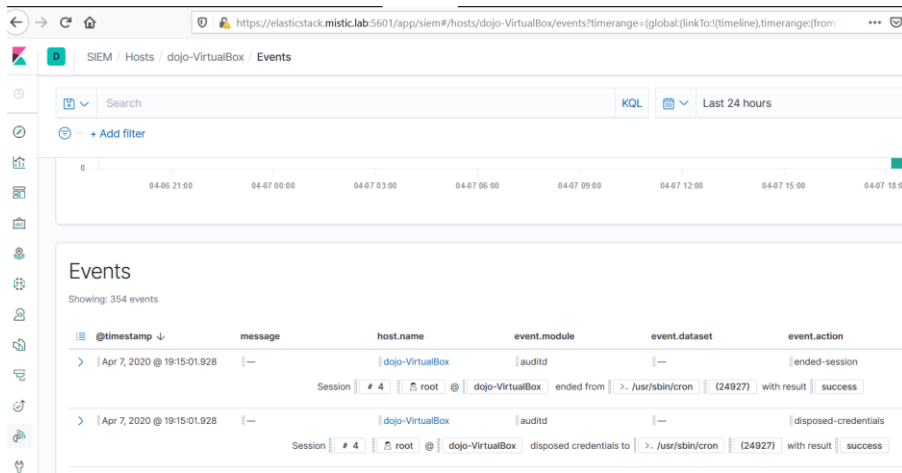 https://elasticstack.mistic.lab:5601/app/siem#/hosts/dojo-VirtualBox/events?timerange=(global:(linkTo:!(timeline),timerange:(from:
D SIEM / Hosts / dojo-VirtualBox / Events
Search KQL Last 24 hours
+ Add filter
0
04-06 21:00 04-07 00:00 04-07 03:00 04-07 06:00 04-07 09:00 04-07 12:00 04-07 15:00 04-07 18:0
Events
Showing: 354 events
@timestamp ↓ message host.name event.module event.dataset event.action
Apr 7, 2020 @ 19:15:01.928 — dojo-VirtualBox auditd — ended-session
Session # 4 root @ dojo-VirtualBox ended from >_ /usr/sbin/cron (24927) with result success
Apr 7, 2020 @ 19:15:01.928 — dojo-VirtualBox auditd — disposed-credentials
Session # 4 root @ dojo-VirtualBox disposed credentials to >_ /usr/sbin/cron (24927) with result success